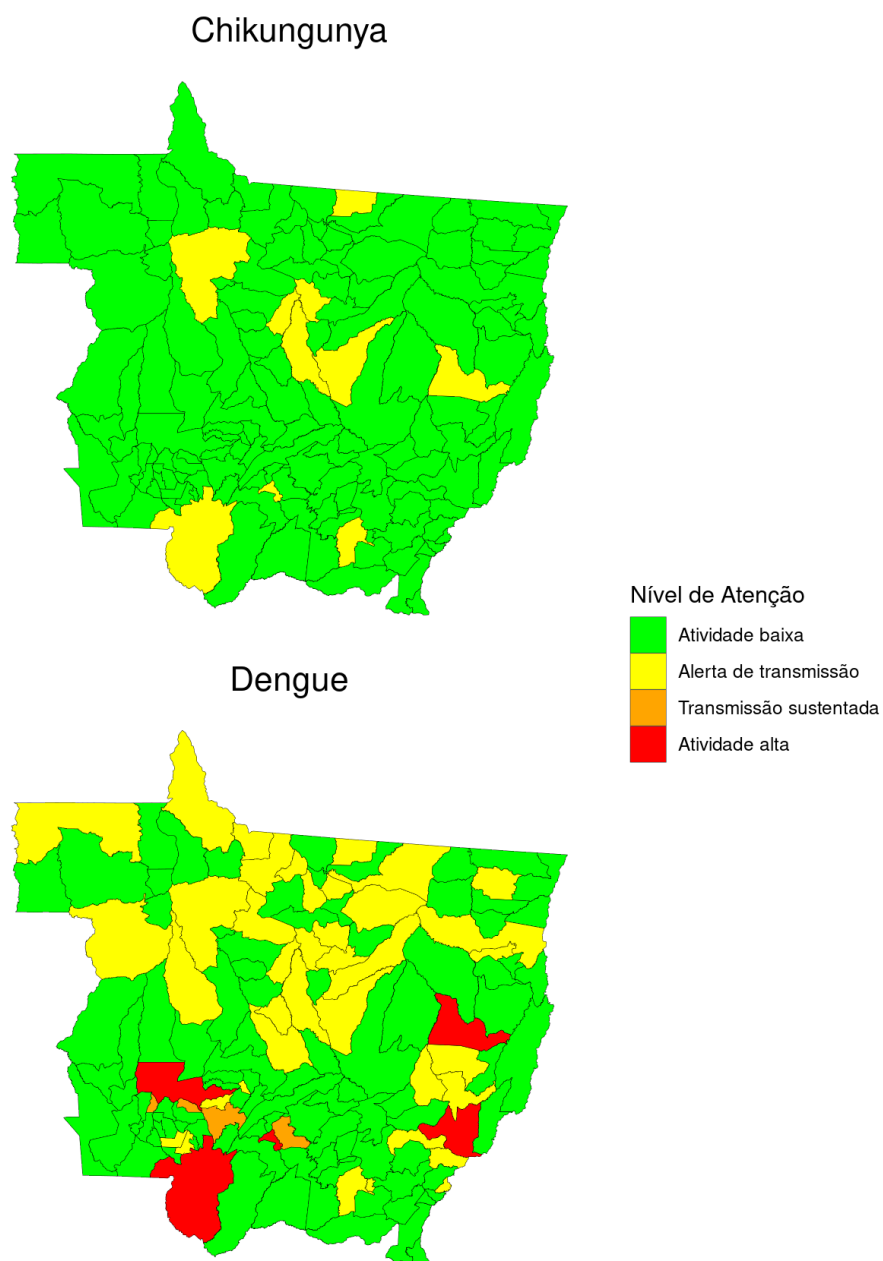 Chikungunya
Nível de Atenção
Atividade baixa
Alerta de transmissão
Transmissão sustentada
Atividade alta
Dengue